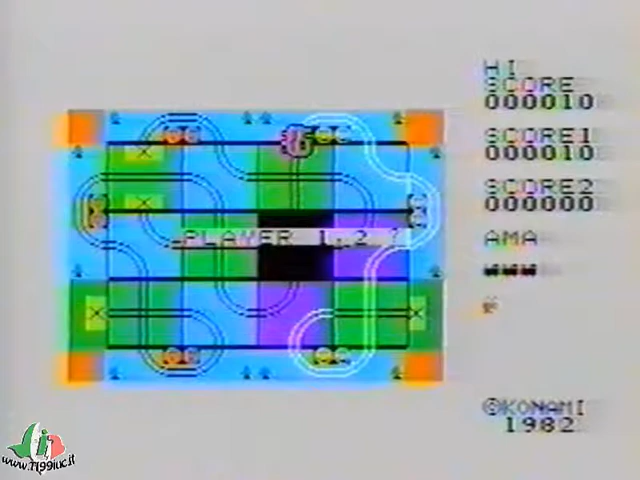 HI
SCORE
000010
SCORE1
000010
SCORE2
000000
PLAYER 1,2 ?
AMA
©KONAMI
1982
www.TI99iuc.it